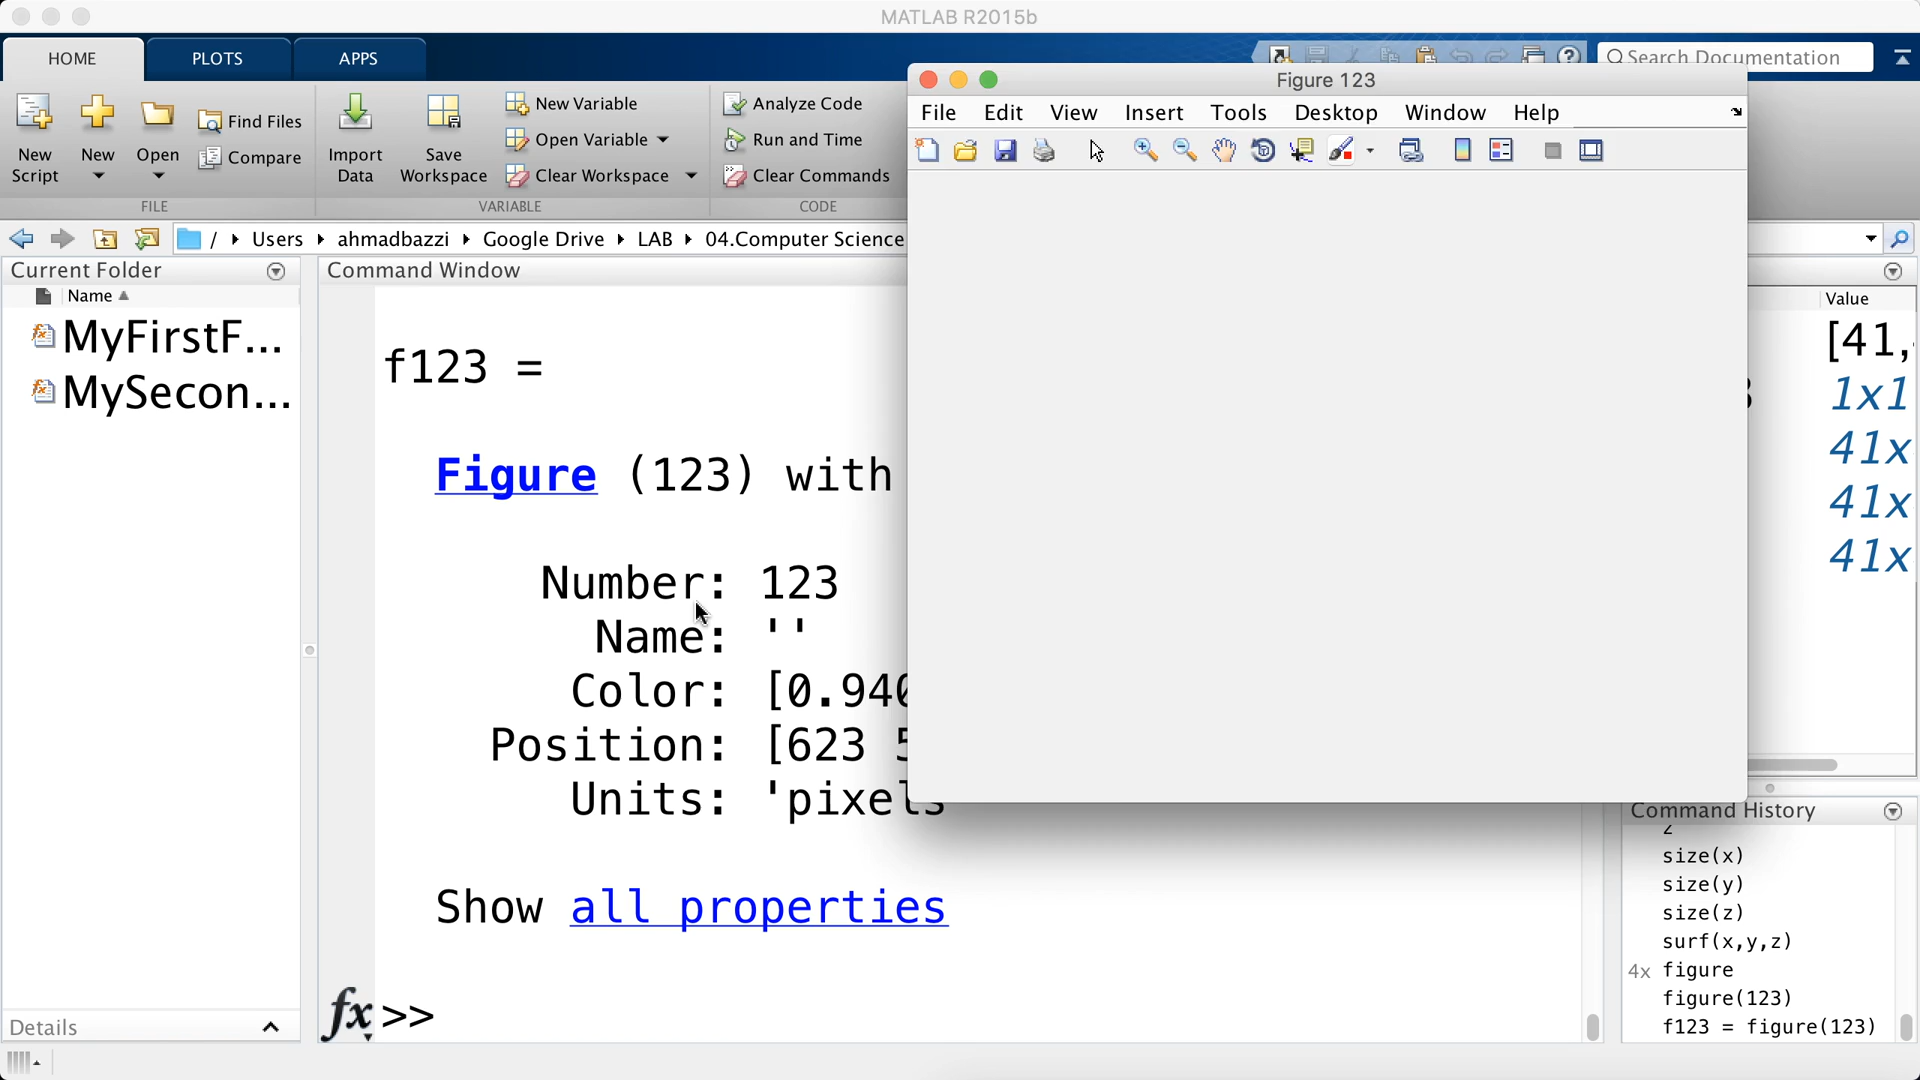 MATLAB R2015b
HOME PLOTS APPS
Search Documentation
New Script
New
Open
Find Files
Compare
FILE
Import Data
Save Workspace
New Variable
Open Variable
Clear Workspace
VARIABLE
Analyze Code
Run and Time
Clear Commands
CODE
/ Users ahmadbazzi Google Drive LAB 04.Computer Science
Current Folder
Name
MyFirstF...
MySecon...
Details
Command Window
f123 =
Figure (123) with
Number: 123
Name: ''
Color: [0.940
Position: [623
Units: 'pixels
Show all properties
fx >>
Figure 123
File Edit View Insert Tools Desktop Window Help
Value
[41,
1x1
41x
41x
41x
Command History
z
size(x)
size(y)
size(z)
surf(x,y,z)
4x figure
figure(123)
f123 = figure(123)